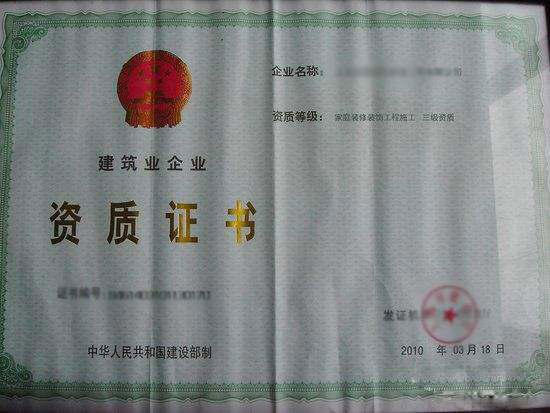 建筑业企业
资质证书
证书编号:
中华人民共和国建设部制
企业名称:
资质等级: 家庭装修装饰工程施工 三级资质
发证机
2010 年 03 月 18 日